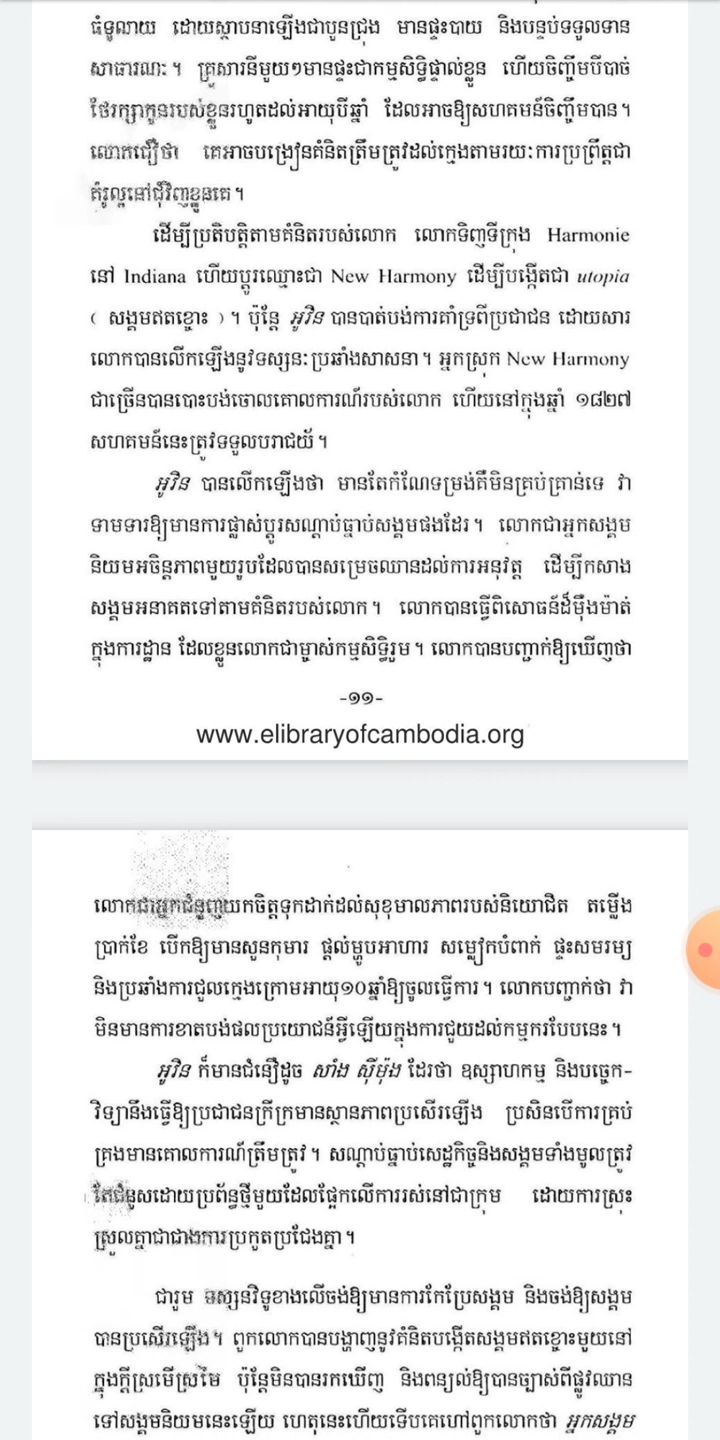 ធំទូលាយ ដោយស្ថាបនាឡើងជាបួនជ្រុង មានផ្ទះបាយ និងបន្ទប់ទទួលទាន
សាធារណៈ។ គ្រួសារនីមួយៗមានផ្ទះជាកម្មសិទ្ធិផ្ទាល់ខ្លួន ហើយចិញ្ចឹមបីបាច់
ថែរក្សាកូនរបស់ខ្លួនរហូតដល់អាយុបីឆ្នាំ ដែលអាចឱ្យសហគមន៍ចិញ្ចឹមបាន។
លោកជឿថា គេអាចបង្រៀនគំនិតត្រឹមត្រូវដល់ក្មេងតាមរយៈការប្រព្រឹត្តជា
គំរូល្អនៅជុំវិញខ្លួនគេ។
ដើម្បីប្រតិបត្តិតាមគំនិតរបស់លោក លោកទិញទីក្រុង Harmonie
នៅ Indiana ហើយប្តូរឈ្មោះជា New Harmony ដើម្បីបង្កើតជា utopia
( សង្គមឥតខ្ចោះ )។ ប៉ុន្តែ អូវិន បានបាត់បង់ការគាំទ្រពីប្រជាជន ដោយសារ
លោកបានលើកឡើងនូវទស្សនៈប្រឆាំងសាសនា។ អ្នកស្រុក New Harmony
ជាច្រើនបានបោះបង់ចោលគោលការណ៍របស់លោក ហើយនៅក្នុងឆ្នាំ ១៨២៧
សហគមន៍នេះត្រូវទទួលបរាជយ័។
អូវិន បានលើកឡើងថា មានតែកំណែទម្រង់គឺមិនគ្រប់គ្រាន់ទេ វា
ទាមទារឱ្យមានការផ្លាស់ប្តូរសណ្តាប់ធ្នាប់សង្គមផងដែរ។ លោកជាអ្នកសង្គម
និយមអចិន្តភាពមួយរូបដែលបានសម្រេចឈានដល់ការអនុវត្ត ដើម្បីកសាង
សង្គមអនាគតទៅតាមគំនិតរបស់លោក។ លោកបានធ្វើពិសោធន៍ដ៏ម៉ឺងម៉ាត់
ក្នុងការដ្ឋាន ដែលខ្លួនលោកជាម្ចាស់កម្មសិទ្ធិរួម។ លោកបានបញ្ជាក់ឱ្យឃើញថា
-១១-
www.elibraryofcambodia.org
លោកជាអ្នកជំនួញយកចិត្តទុកដាក់ដល់សុខុមាលភាពរបស់និយោជិត តម្លើង
ប្រាក់ខែ បើកឱ្យមានសួនកុមារ ផ្តល់ម្ហូបអាហារ សម្លៀកបំពាក់ ផ្ទះសមរម្យ
និងប្រឆាំងការជួលក្មេងក្រោមអាយុ១០ឆ្នាំឱ្យចូលធ្វើការ។ លោកបញ្ជាក់ថា វា
មិនមានការខាតបង់ផលប្រយោជន៍អ្វីឡើយក្នុងការជួយដល់កម្មករបែបនេះ។
អូវិន ក៏មានជំនឿដូច សាំង ស៊ីម៉ុង ដែរថា ឧស្សាហកម្ម និងបច្ចេក-
វិទ្យានឹងធ្វើឱ្យប្រជាជនក្រីក្រមានស្ថានភាពប្រសើរឡើង ប្រសិនបើការគ្រប់
គ្រងមានគោលការណ៍ត្រឹមត្រូវ។ សណ្តាប់ធ្នាប់សេដ្ឋកិច្ចនិងសង្គមទាំងមូលត្រូវ
តែជំនួសដោយប្រព័ន្ធថ្មីមួយដែលផ្អែកលើការរស់នៅជាក្រុម ដោយការស្រុះ
ស្រួលគ្នាជាជាងការប្រកួតប្រជែងគ្នា។
ជារួម ទស្សនវិទូខាងលើចង់ឱ្យមានការកែប្រែសង្គម និងចង់ឱ្យសង្គម
បានប្រសើរឡើង។ ពួកលោកបានបង្ហាញនូវគំនិតបង្កើតសង្គមឥតខ្ចោះមួយនៅ
ក្នុងក្តីស្រមើស្រមៃ ប៉ុន្តែមិនបានរកឃើញ និងពន្យល់ឱ្យបានច្បាស់ពីផ្លូវឈាន
ទៅសង្គមនិយមនេះឡើយ ហេតុនេះហើយទើបគេហៅពួកលោកថា អ្នកសង្គម